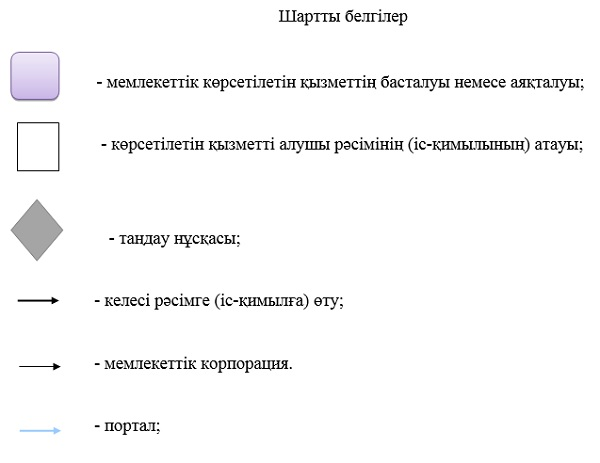 Шартты белгілер
- мемлекеттік көрсетілетін қызметтің басталуы немесе аяқталуы;
- көрсетілетін қызметті алушы рәсімінің (іс-қимылының) атауы;
- тандау нұсқасы;
- келесі рәсімге (іс-қимылға) өту;
- мемлекеттік корпорация.
- портал;